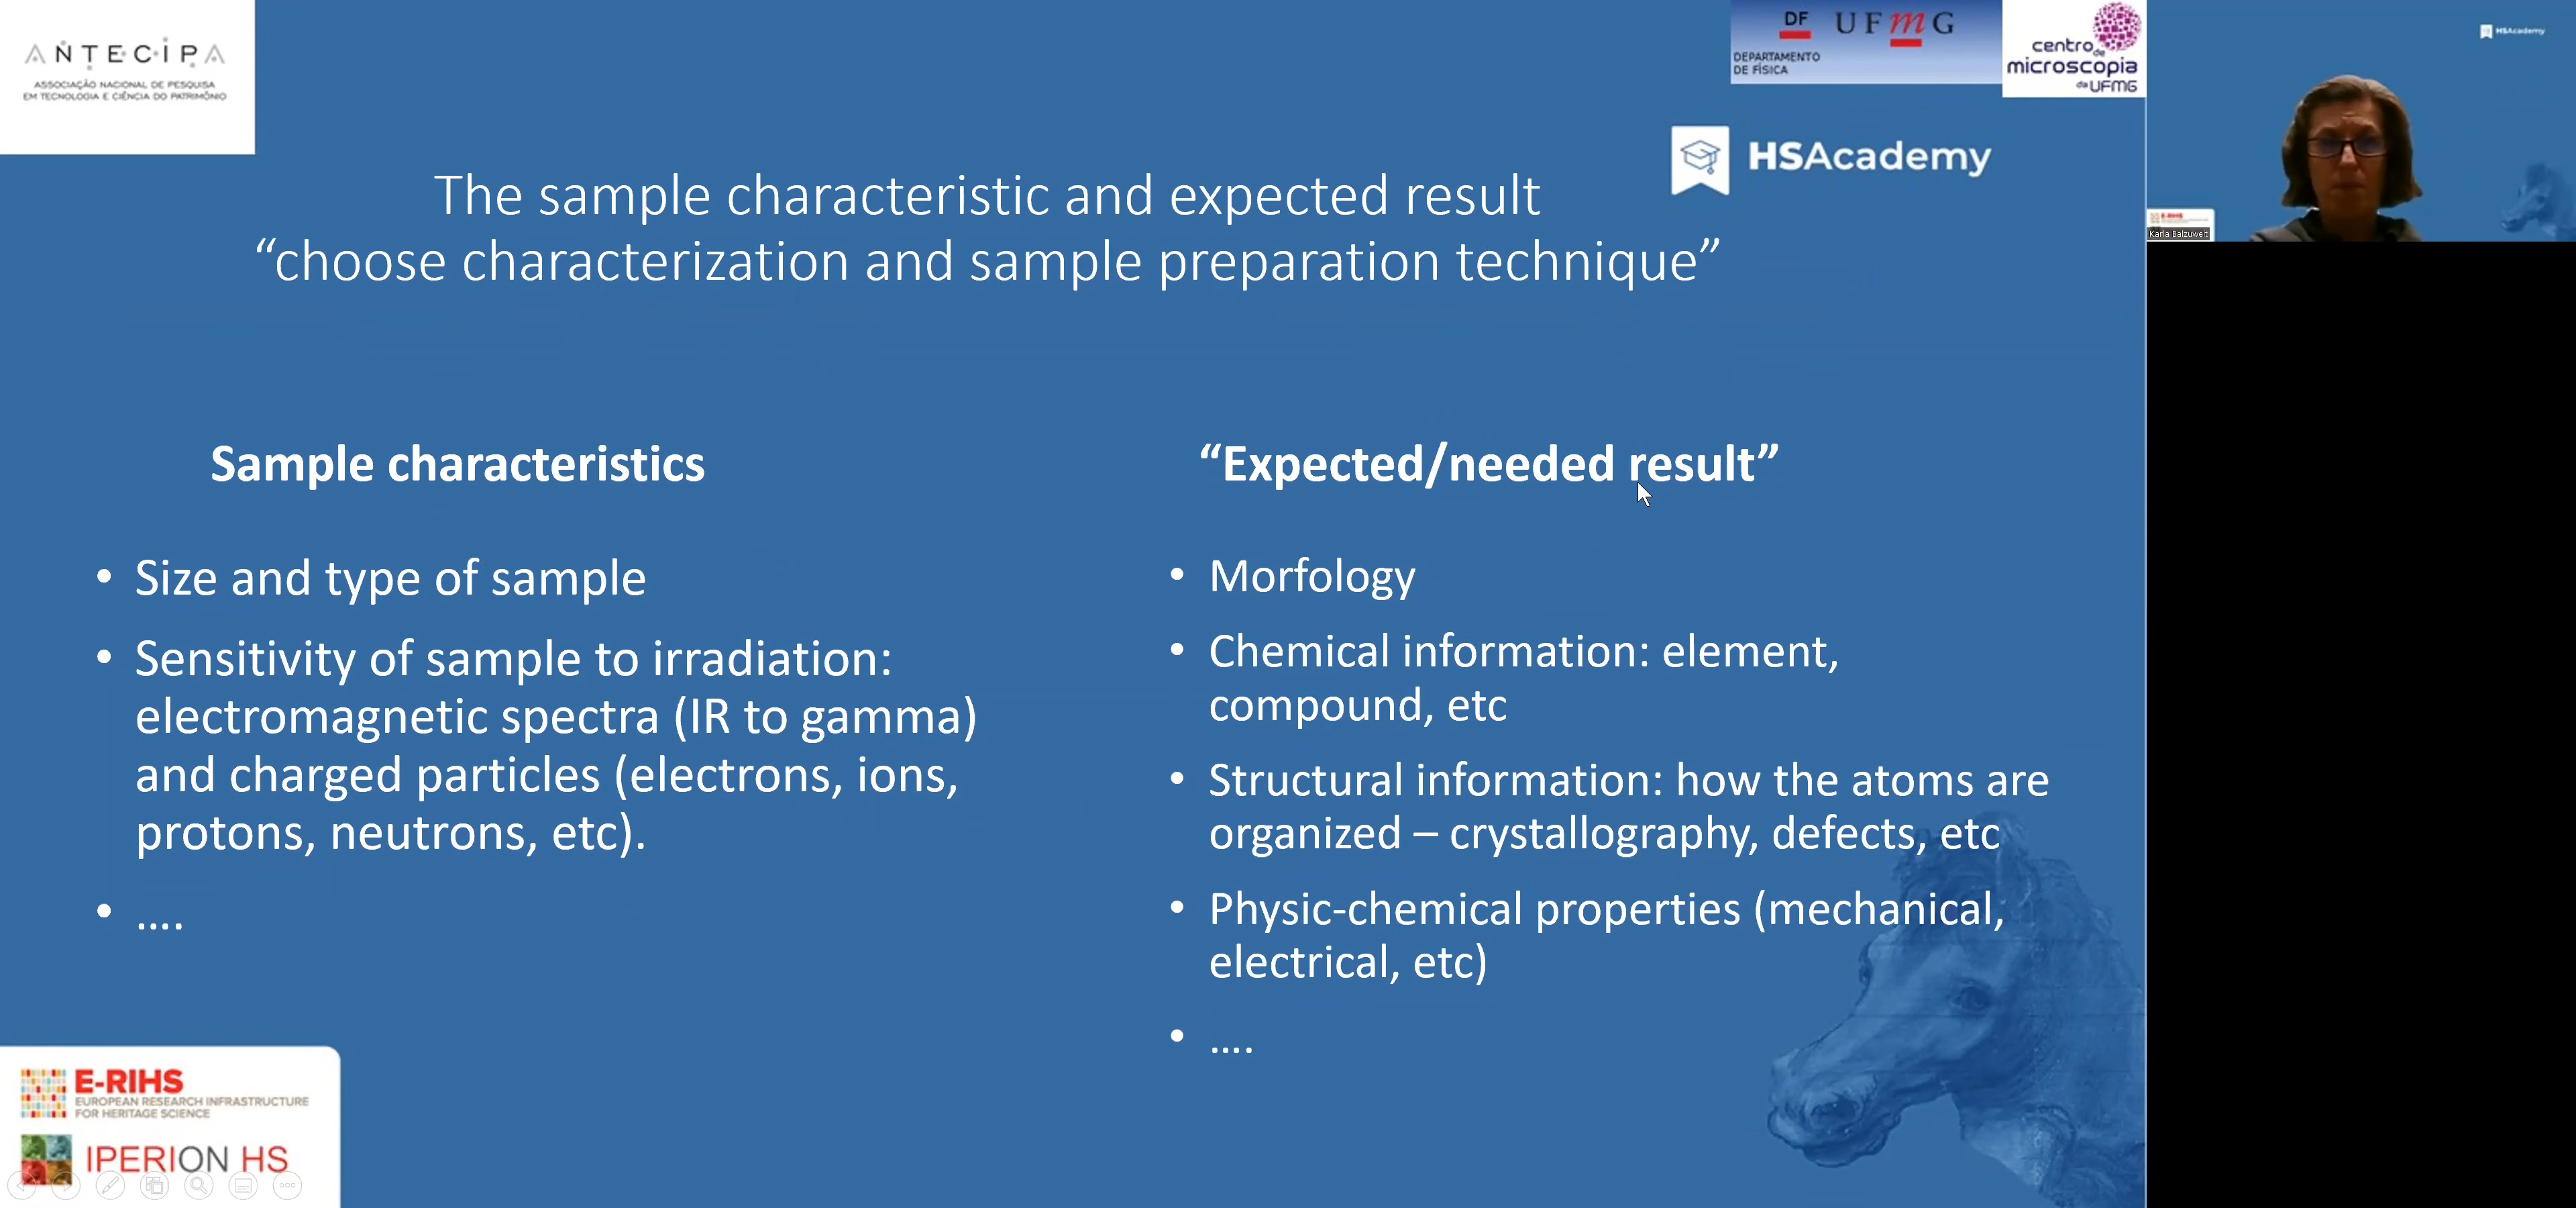 ANTECIPA
ASSOCIAÇÃO NACIONAL DE PESQUISA
EM TECNOLOGIA E CIÊNCIA DO PATRIMÔNIO
DF UFmG
DEPARTAMENTO
DE FÍSICA
centro de
microscopia
da UFMG
HSAcademy
HSAcademy
The sample characteristic and expected result
“choose characterization and sample preparation technique”
E-RIHS
Karla Balzuweit
Sample characteristics
• Size and type of sample
• Sensitivity of sample to irradiation:
electromagnetic spectra (IR to gamma)
and charged particles (electrons, ions,
protons, neutrons, etc).
• ....
“Expected/needed result”
• Morfology
• Chemical information: element,
compound, etc
• Structural information: how the atoms are
organized – crystallography, defects, etc
• Physic-chemical properties (mechanical,
electrical, etc)
• ....
E-RIHS
EUROPEAN RESEARCH INFRASTRUCTURE
FOR HERITAGE SCIENCE
IPERION HS